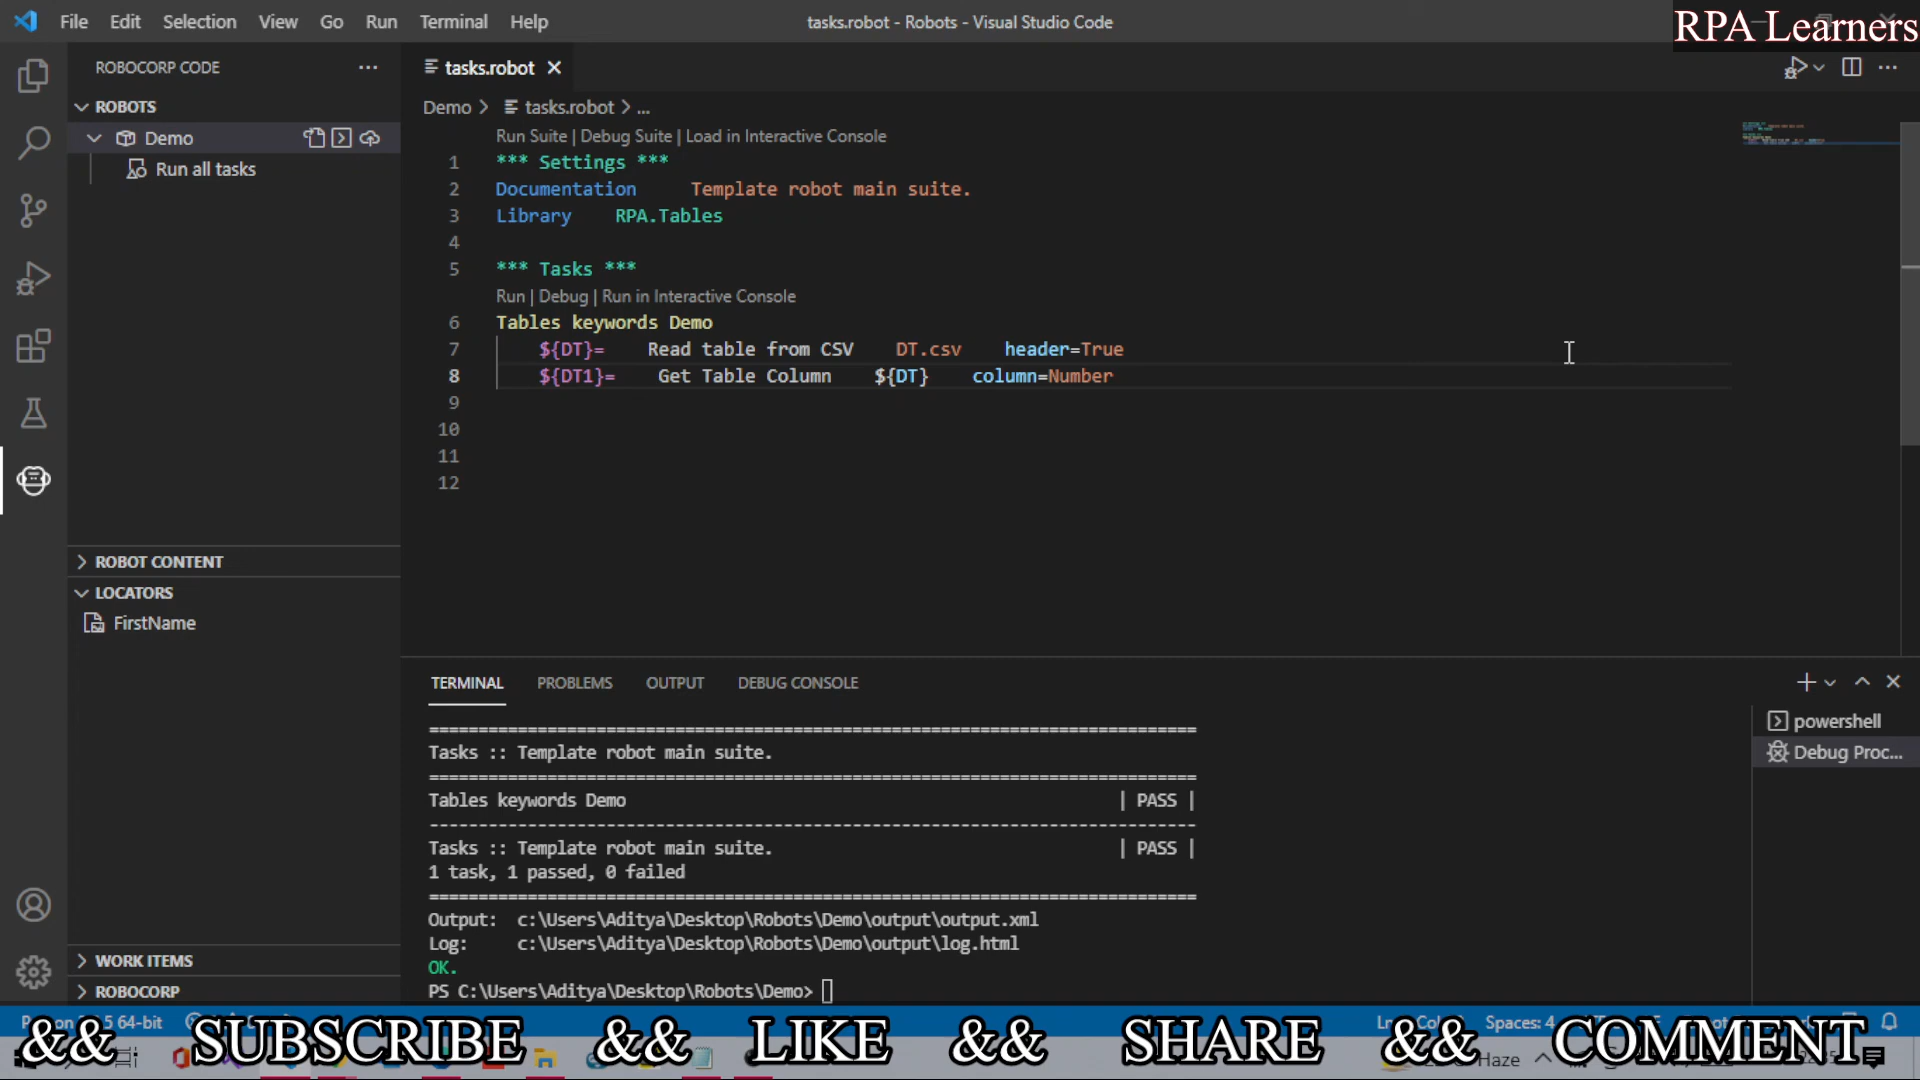 File Edit Selection View Go Run Terminal Help tasks.robot - Robots - Visual Studio Code
RPA Learners
ROBOCORP CODE
tasks.robot
ROBOTS
Demo
Run all tasks
Demo > tasks.robot > ...
Run Suite | Debug Suite | Load in Interactive Console
1 *** Settings ***
2 Documentation Template robot main suite.
3 Library RPA.Tables
4
5 *** Tasks ***
Run | Debug | Run in Interactive Console
6 Tables keywords Demo
7 ${DT}= Read table from CSV DT.csv header=True
8 ${DT1}= Get Table Column ${DT} column=Number
9
10
11
12
ROBOT CONTENT
LOCATORS
FirstName
WORK ITEMS
ROBOCORP
TERMINAL PROBLEMS OUTPUT DEBUG CONSOLE
powershell
Debug Proc...
==============================================================================
Tasks :: Template robot main suite.
==============================================================================
Tables keywords Demo | PASS |
------------------------------------------------------------------------------
Tasks :: Template robot main suite. | PASS |
1 task, 1 passed, 0 failed
==============================================================================
Output: c:\Users\Aditya\Desktop\Robots\Demo\output\output.xml
Log: c:\Users\Aditya\Desktop\Robots\Demo\output\log.html
OK.
PS C:\Users\Aditya\Desktop\Robots\Demo>
64-bit Spaces: 4
&& SUBSCRIBE && LIKE && SHARE && COMMENT
Haze